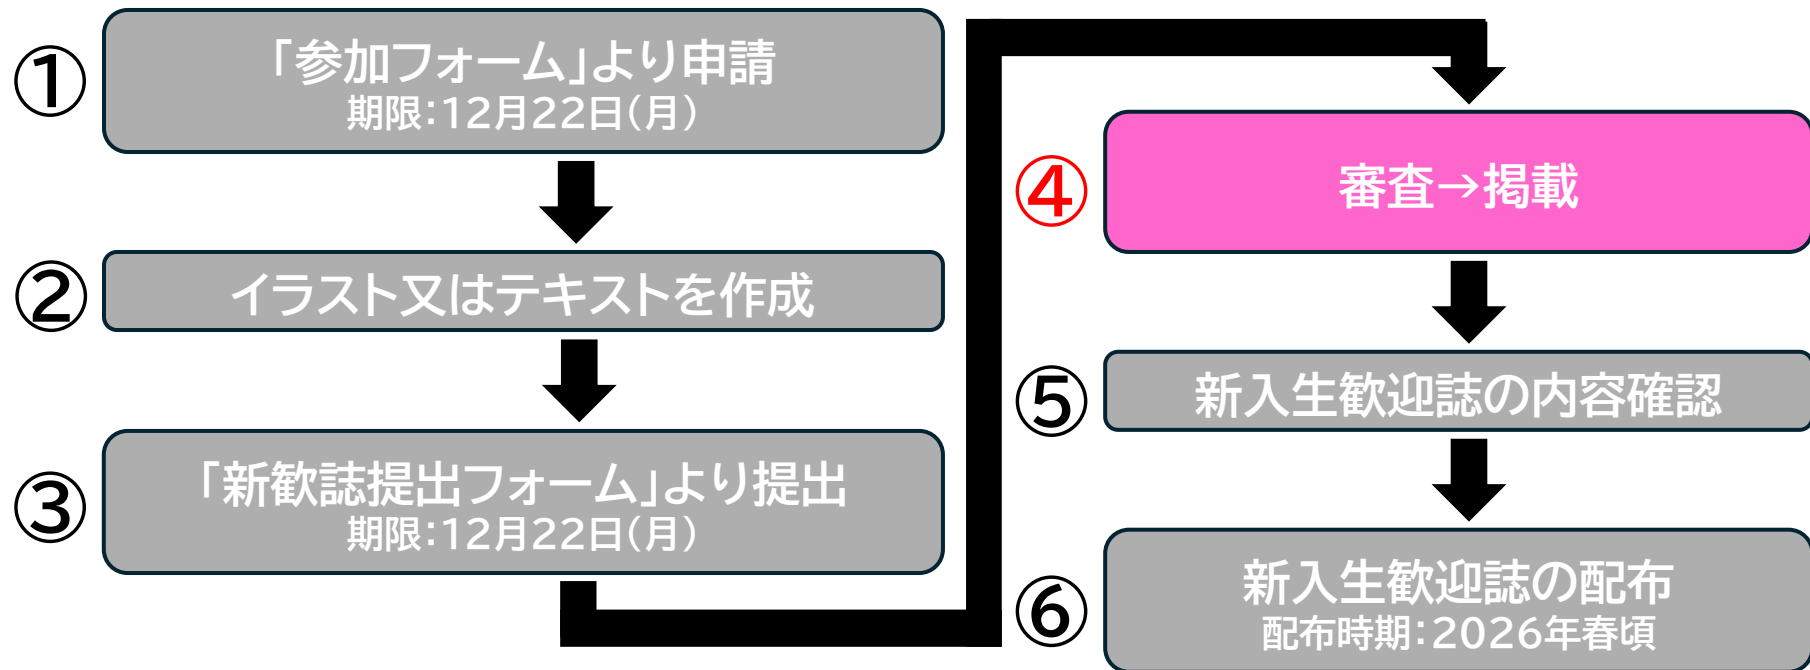 ①
「参加フォーム」より申請
期限：12月22日（月）
②
イラスト又はテキストを作成
③
「新歓誌提出フォーム」より提出
期限：12月22日（月）
④
審査→掲載
⑤
新入生歓迎誌の内容確認
⑥
新入生歓迎誌の配布
配布時期：2026年春頃